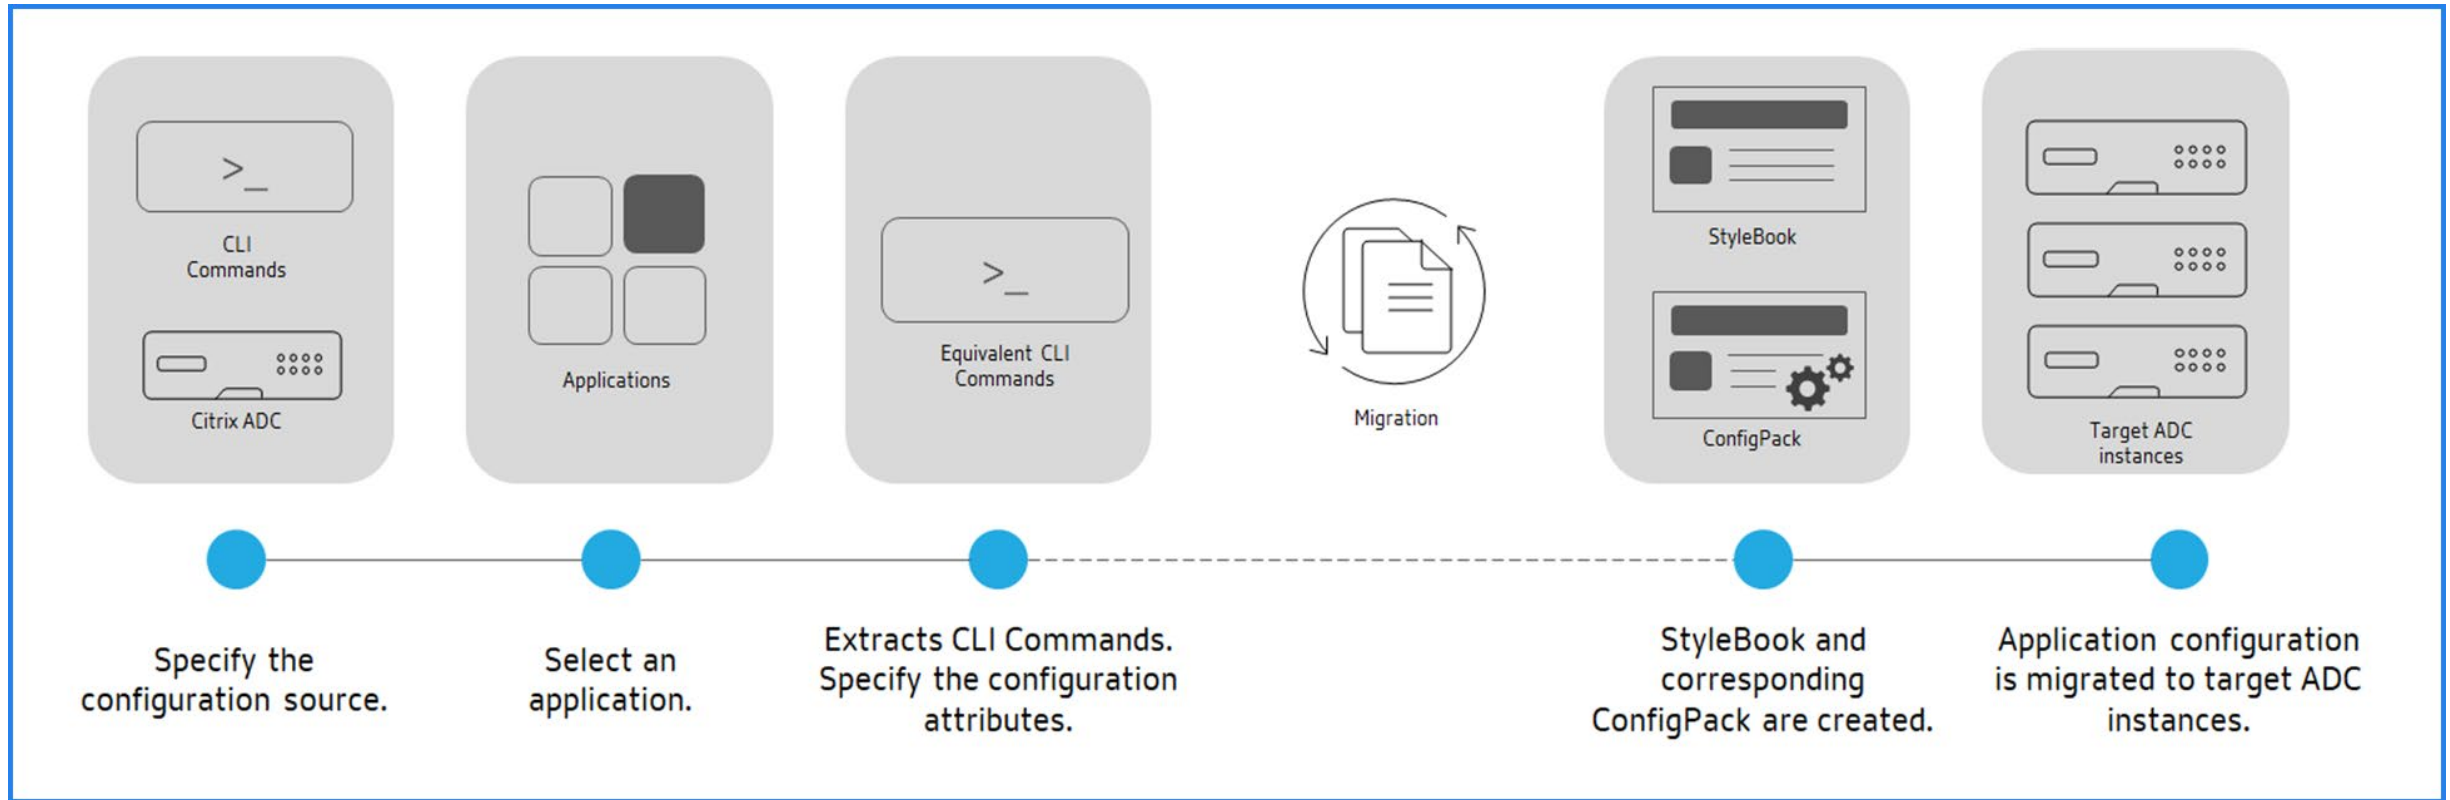 >_
CLI
Commands
Citrix ADC
Applications
>_
Equivalent CLI
Commands
Migration
StyleBook
ConfigPack
Target ADC
instances
Specify the
configuration source.
Select an
application.
Extracts CLI Commands.
Specify the configuration
attributes.
StyleBook and
corresponding
ConfigPack are created.
Application configuration
is migrated to target ADC
instances.